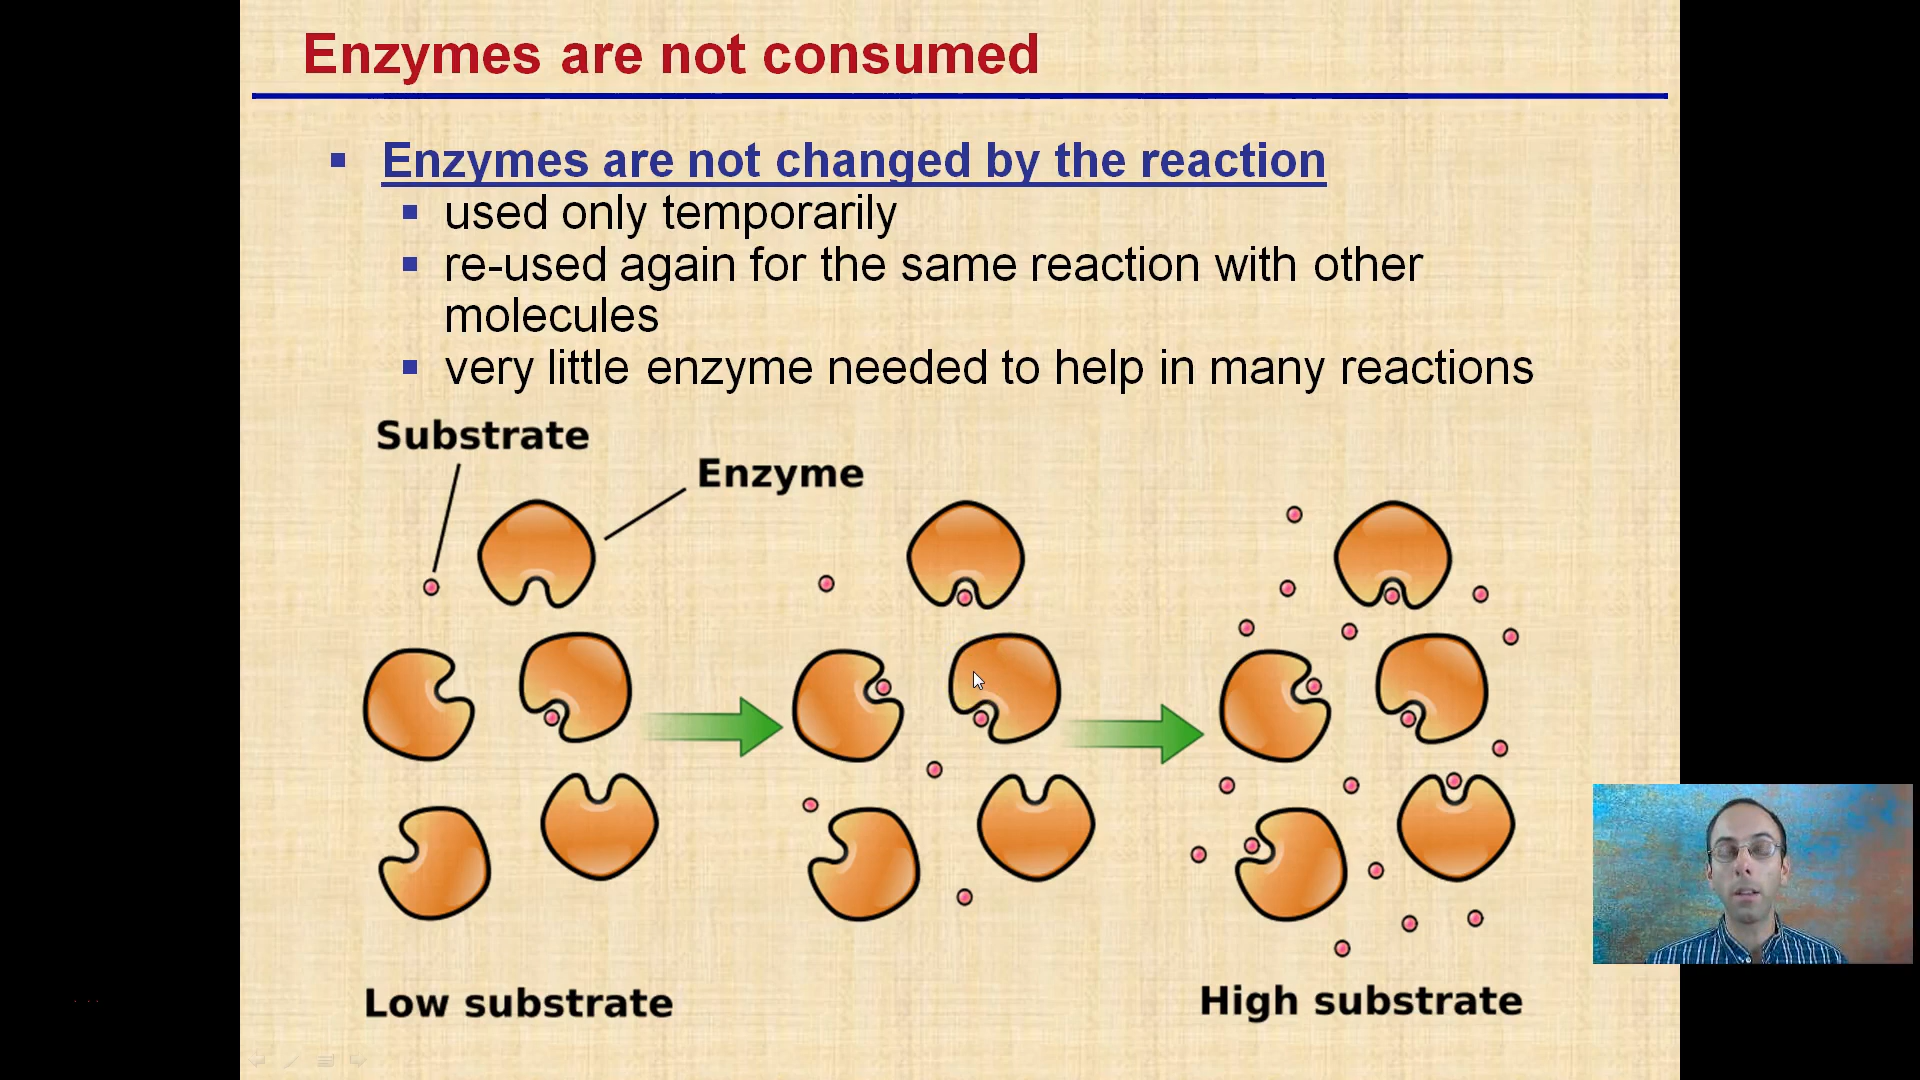 Enzymes are not consumed
Enzymes are not changed by the reaction
used only temporarily
re-used again for the same reaction with other
molecules
very little enzyme needed to help in many reactions
Substrate
Enzyme
Low substrate
High substrate